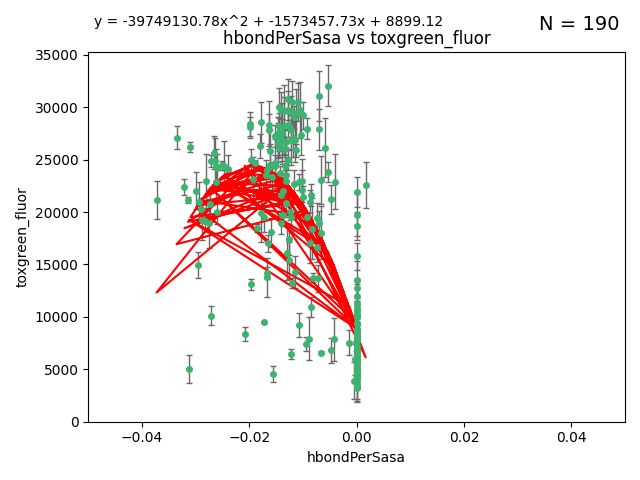 y = -39749130.78x^2 + -1573457.73x + 8899.12
N = 190
hbondPerSasa vs toxgreen_fluor
35000
30000
25000
20000
15000
10000
5000
0
toxgreen_fluor
−0.04
−0.02
0.00
0.02
0.04
hbondPerSasa